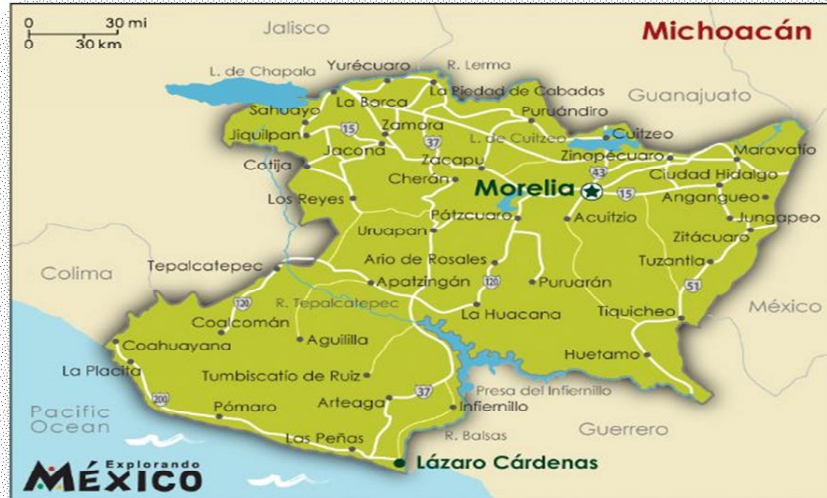 0 30 mi
0 30 km
Jalisco
Michoacán
L. de Chapala
Yurécuaro
R. Lerma
La Barca
La Piedad de Cabadas
Guanajuato
Sahuayo
Puruándiro
Jiquilpan
15
Zamora
37
L. de Cuitzeo
Cuitzeo
Jacona
Zacapu
Zinapécuaro
Maravatío
Cotija
Cherán
43
Ciudad Hidalgo
Morelia
15
Angangueo
Los Reyes
Pátzcuaro
Acuitzio
Jungapeo
Uruapan
Zitácuaro
Tepalcatepec
Ario de Rosales
Tuzantla
Colima
Apatzingán
120
Puruarán
51
120
R. Tepalcatepec
La Huacana
Tiquicheo
México
Coalcomán
Coahuayana
Aguililla
Huetamo
La Placita
Tumbiscatío de Ruiz
37
Presa del Infiernillo
200
Arteaga
Infiernillo
Pacific
Ocean
Pómaro
Guerrero
Las Peñas
R. Balsas
Lázaro Cárdenas
Explorando
MÉXICO